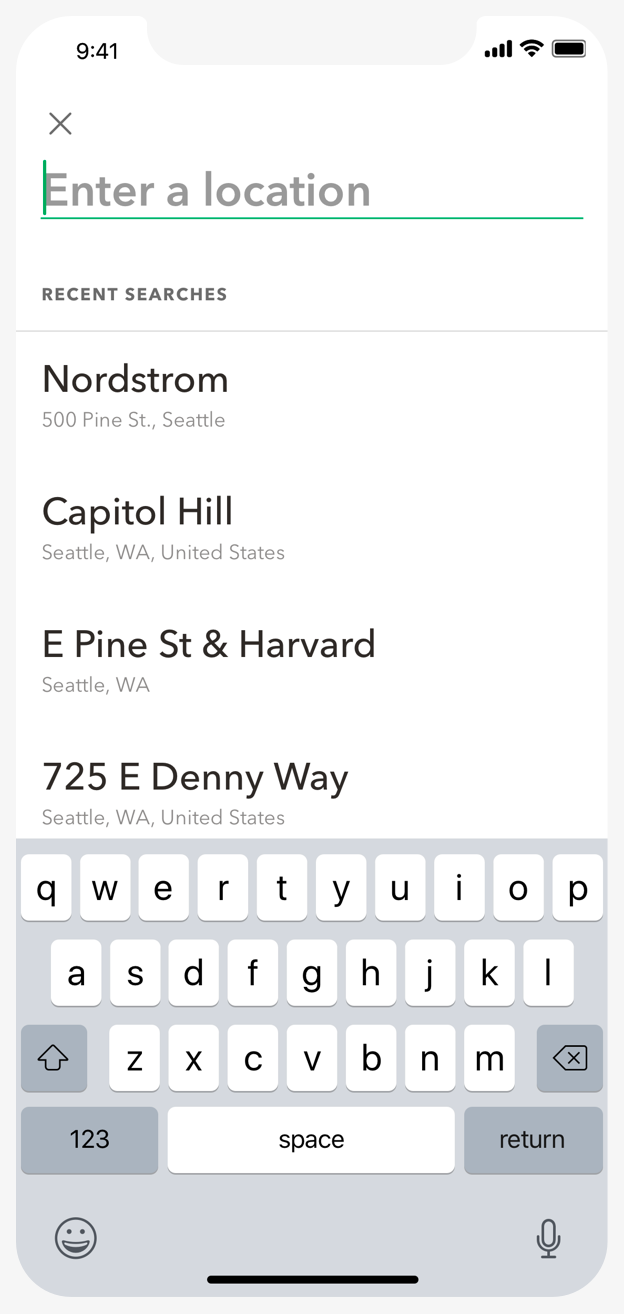 9:41
Enter a location
RECENT SEARCHES
Nordstrom
500 Pine St., Seattle
Capitol Hill
Seattle, WA, United States
E Pine St & Harvard
Seattle, WA
725 E Denny Way
Seattle, WA, United States
q w e r t y u i o p
a s d f g h j k l
z x c v b n m
123 space return